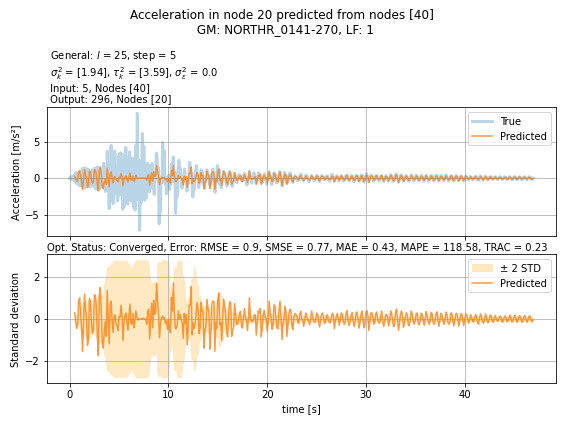 Acceleration in node 20 predicted from nodes [40]
GM: NORTHR_0141-270, LF: 1
General: l = 25, step = 5
σ²ₖ = [1.94], τ²ₖ = [3.59], σ²ε = 0.0
Input: 5, Nodes [40]
Output: 296, Nodes [20]
Acceleration [m/s²]
5
0
−5
True
Predicted
Opt. Status: Converged, Error: RMSE = 0.9, SMSE = 0.77, MAE = 0.43, MAPE = 118.58, TRAC = 0.23
Standard deviation
2
0
−2
± 2 STD
Predicted
0 10 20 30 40
time [s]